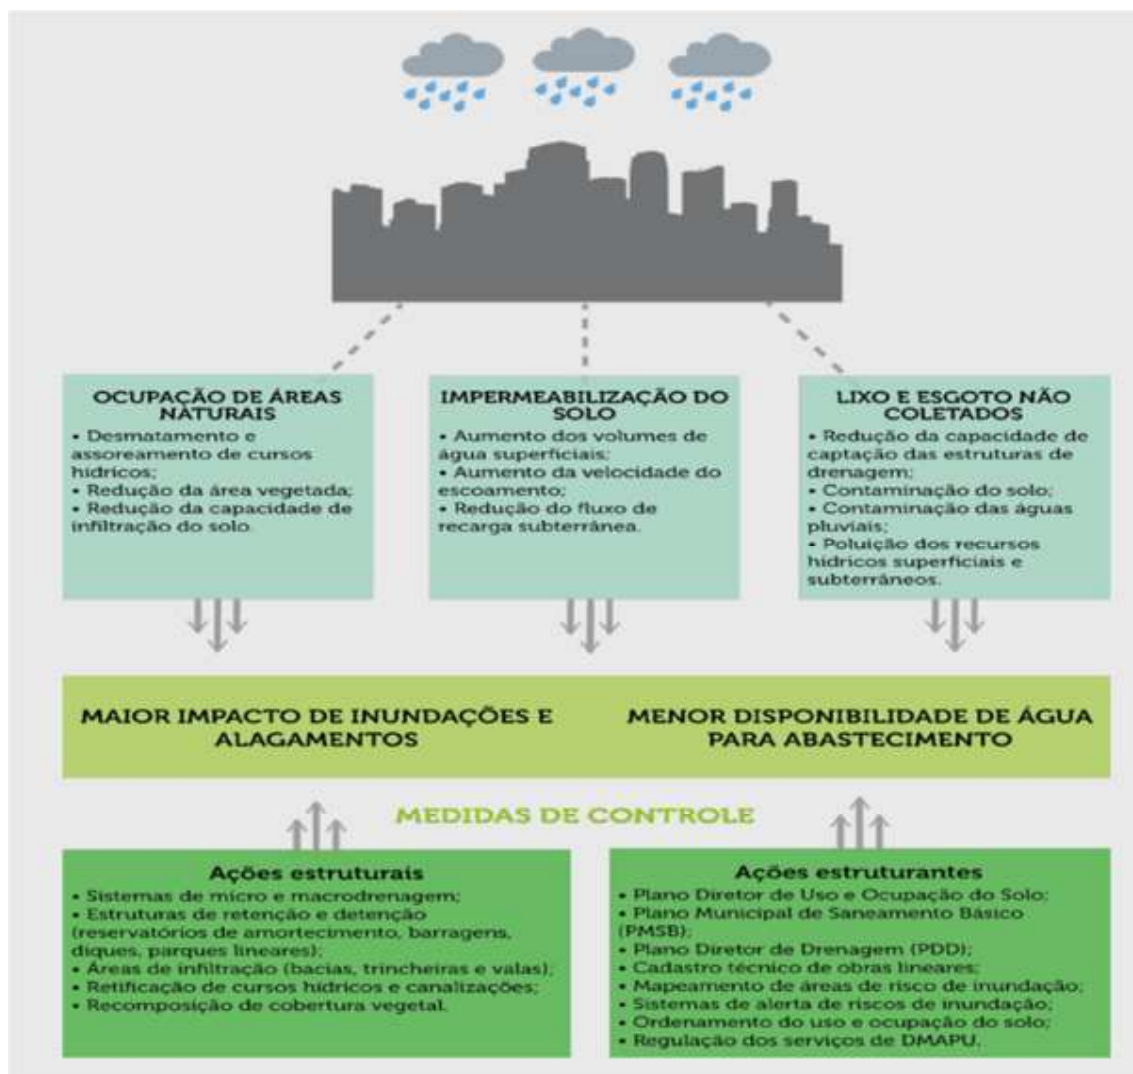 OCUPAÇÃO DE ÁREAS
NATURAIS
• Desmatamento e
assoreamento de cursos
hídricos;
• Redução da área vegetada;
• Redução da capacidade de
infiltração do solo.
IMPERMEABILIZAÇÃO DO
SOLO
• Aumento dos volumes de
água superficiais;
• Aumento da velocidade do
escoamento;
• Redução do fluxo de
recarga subterrânea.
LIXO E ESGOTO NÃO
COLETADOS
• Redução da capacidade de
captação das estruturas de
drenagem;
• Contaminação do solo;
• Contaminação das águas
pluviais;
• Poluição dos recursos
hídricos superficiais e
subterrâneos.
MAIOR IMPACTO DE INUNDAÇÕES E
ALAGAMENTOS
MENOR DISPONIBILIDADE DE ÁGUA
PARA ABASTECIMENTO
MEDIDAS DE CONTROLE
Ações estruturais
• Sistemas de micro e macrodrenagem;
• Estruturas de retenção e detenção
(reservatórios de amortecimento, barragens,
diques, parques lineares);
• Áreas de infiltração (bacias, trincheiras e valas);
• Retificação de cursos hídricos e canalizações;
• Recomposição de cobertura vegetal.
Ações estruturantes
• Plano Diretor de Uso e Ocupação do Solo;
• Plano Municipal de Saneamento Básico
(PMSB);
• Plano Diretor de Drenagem (PDD);
• Cadastro técnico de obras lineares;
• Mapeamento de áreas de risco de inundação;
• Sistemas de alerta de riscos de inundação;
• Ordenamento do uso e ocupação do solo;
• Regulação dos serviços de DMAPU.